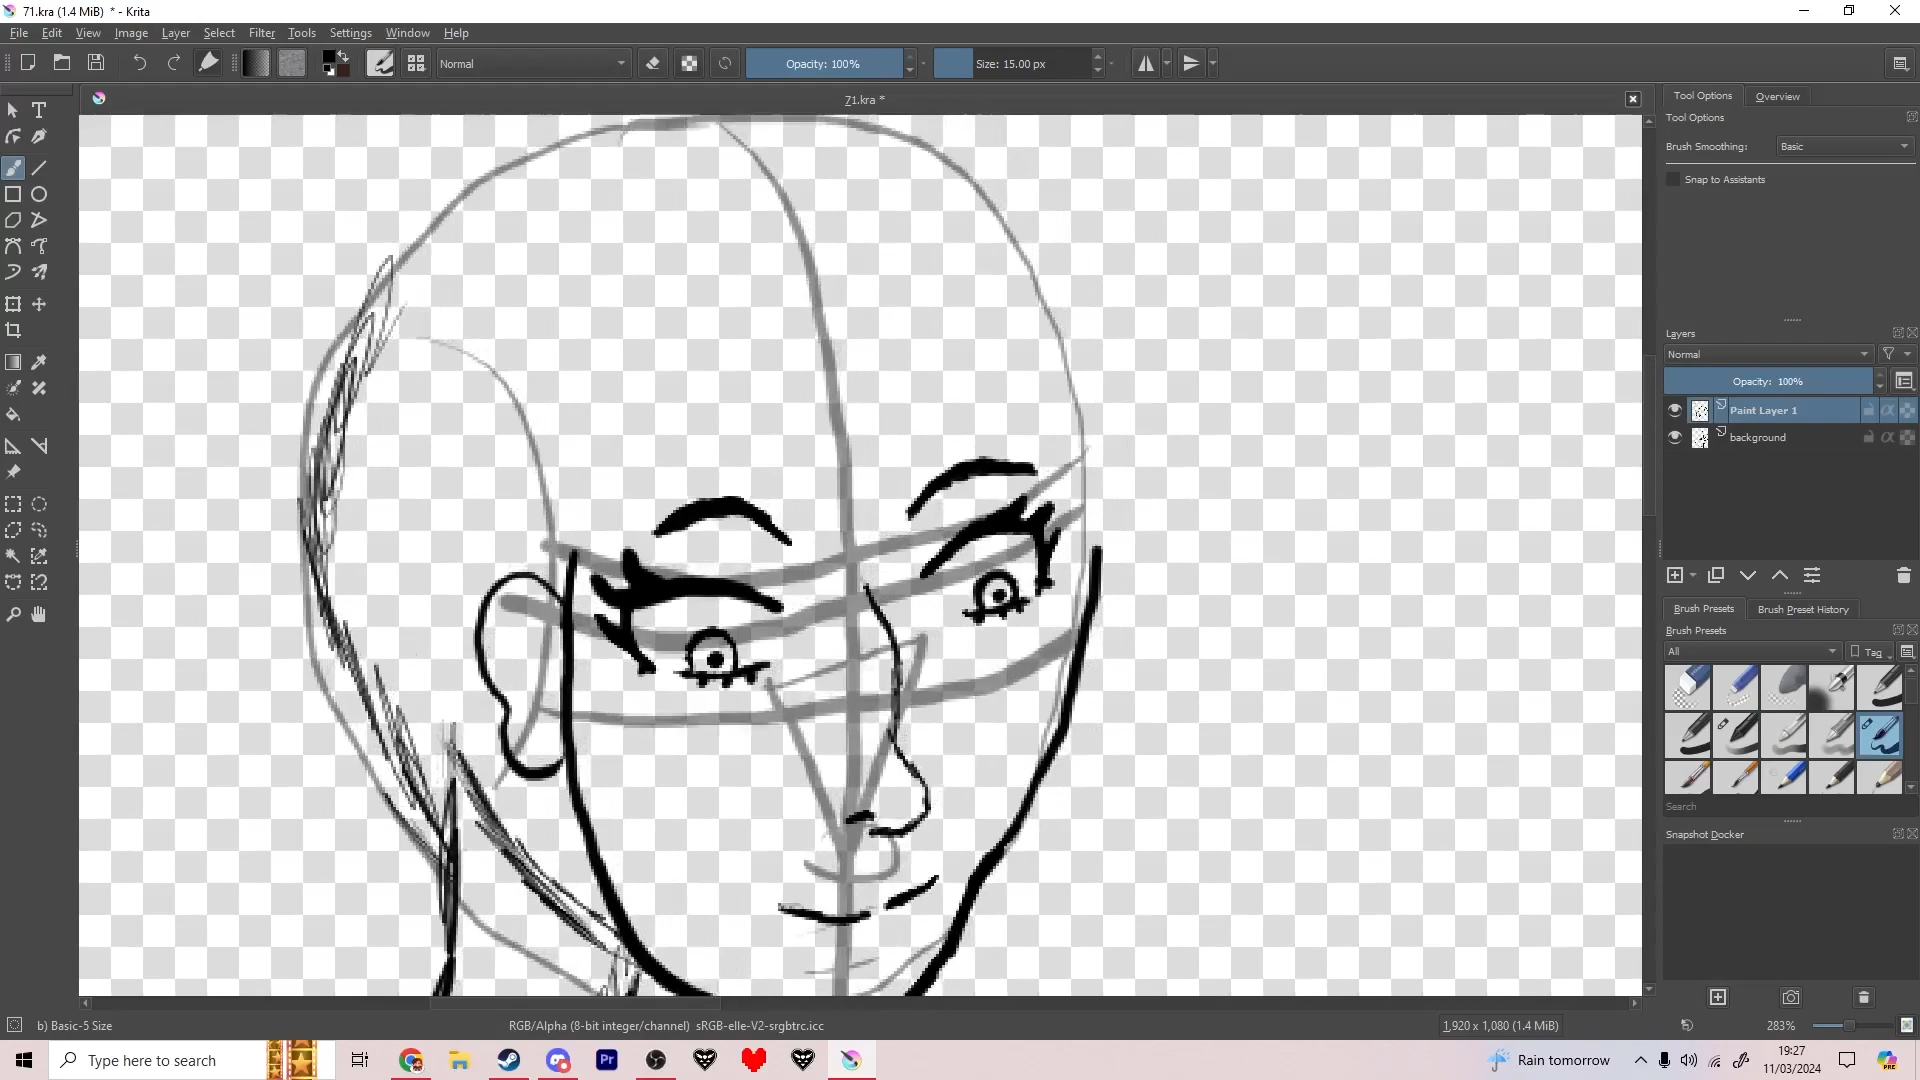 71.kra (1.4 MiB) * - Krita
File Edit View Image Layer Select Filter Tools Settings Window Help
Normal
Opacity: 100%
Size: 15.00 px
71.kra *
Tool Options
Overview
Tool Options
Brush Smoothing:
Basic
Snap to Assistants
Layers
Normal
Opacity: 100%
Paint Layer 1
background
Brush Presets
Brush Preset History
Brush Presets
All
Tag
Search
Snapshot Docker
b) Basic-5 Size
RGB/Alpha (8-bit integer/channel) sRGB-elle-V2-srgbtrc.icc
1,920 x 1,080 (1.4 MiB)
283%
Type here to search
Pr
Rain tomorrow
19:27
11/03/2024
PRE